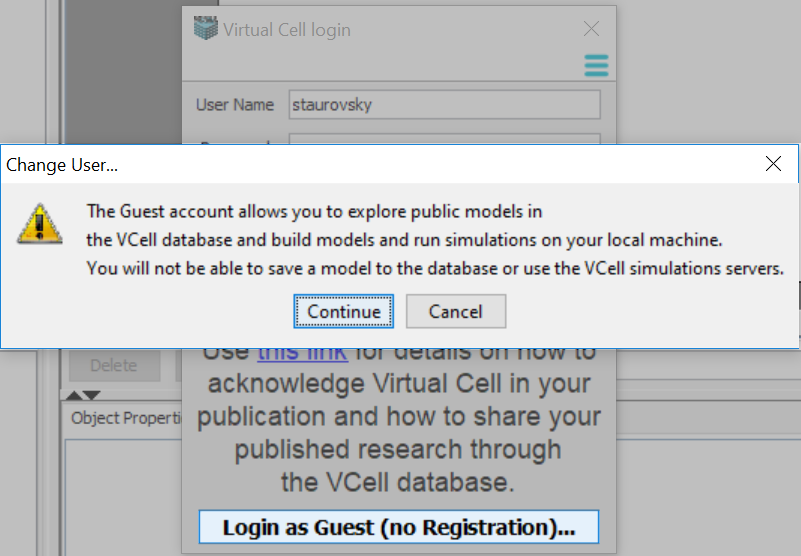 Virtual Cell login
User Name staurovsky
Change User...
The Guest account allows you to explore public models in
the VCell database and build models and run simulations on your local machine.
You will not be able to save a model to the database or use the VCell simulations servers.
Continue Cancel
Use this link for details on how to
Delete
acknowledge Virtual Cell in your
publication and how to share your
Object Properti
published research through
the VCell database.
Login as Guest (no Registration)...